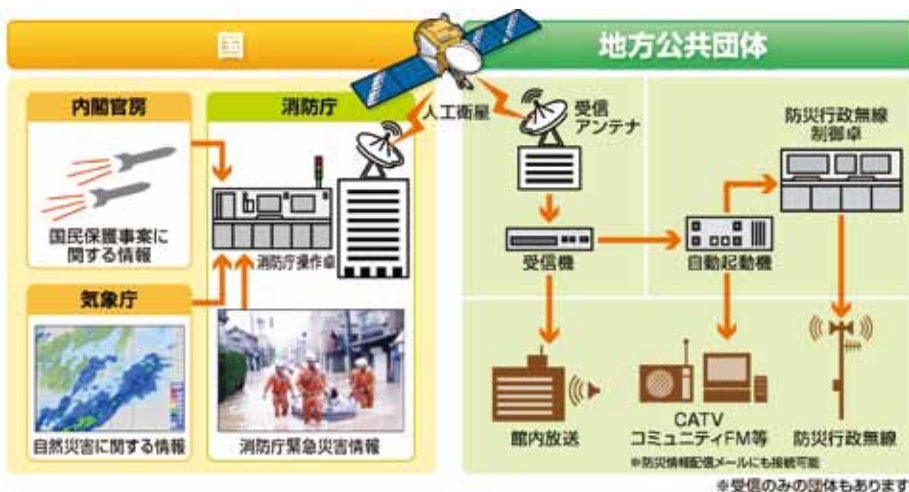 国
地方公共団体
内閣官房
国民保護事案に
関する情報
気象庁
自然災害に関する情報
消防庁
消防庁操作卓
消防庁緊急災害情報
人工衛星
受信
アンテナ
受信機
自動起動機
防災行政無線
制御卓
館内放送
CATV
コミュニティFM等
※防災情報配信メールにも接続可能
防災行政無線
※受信のみの団体もあります